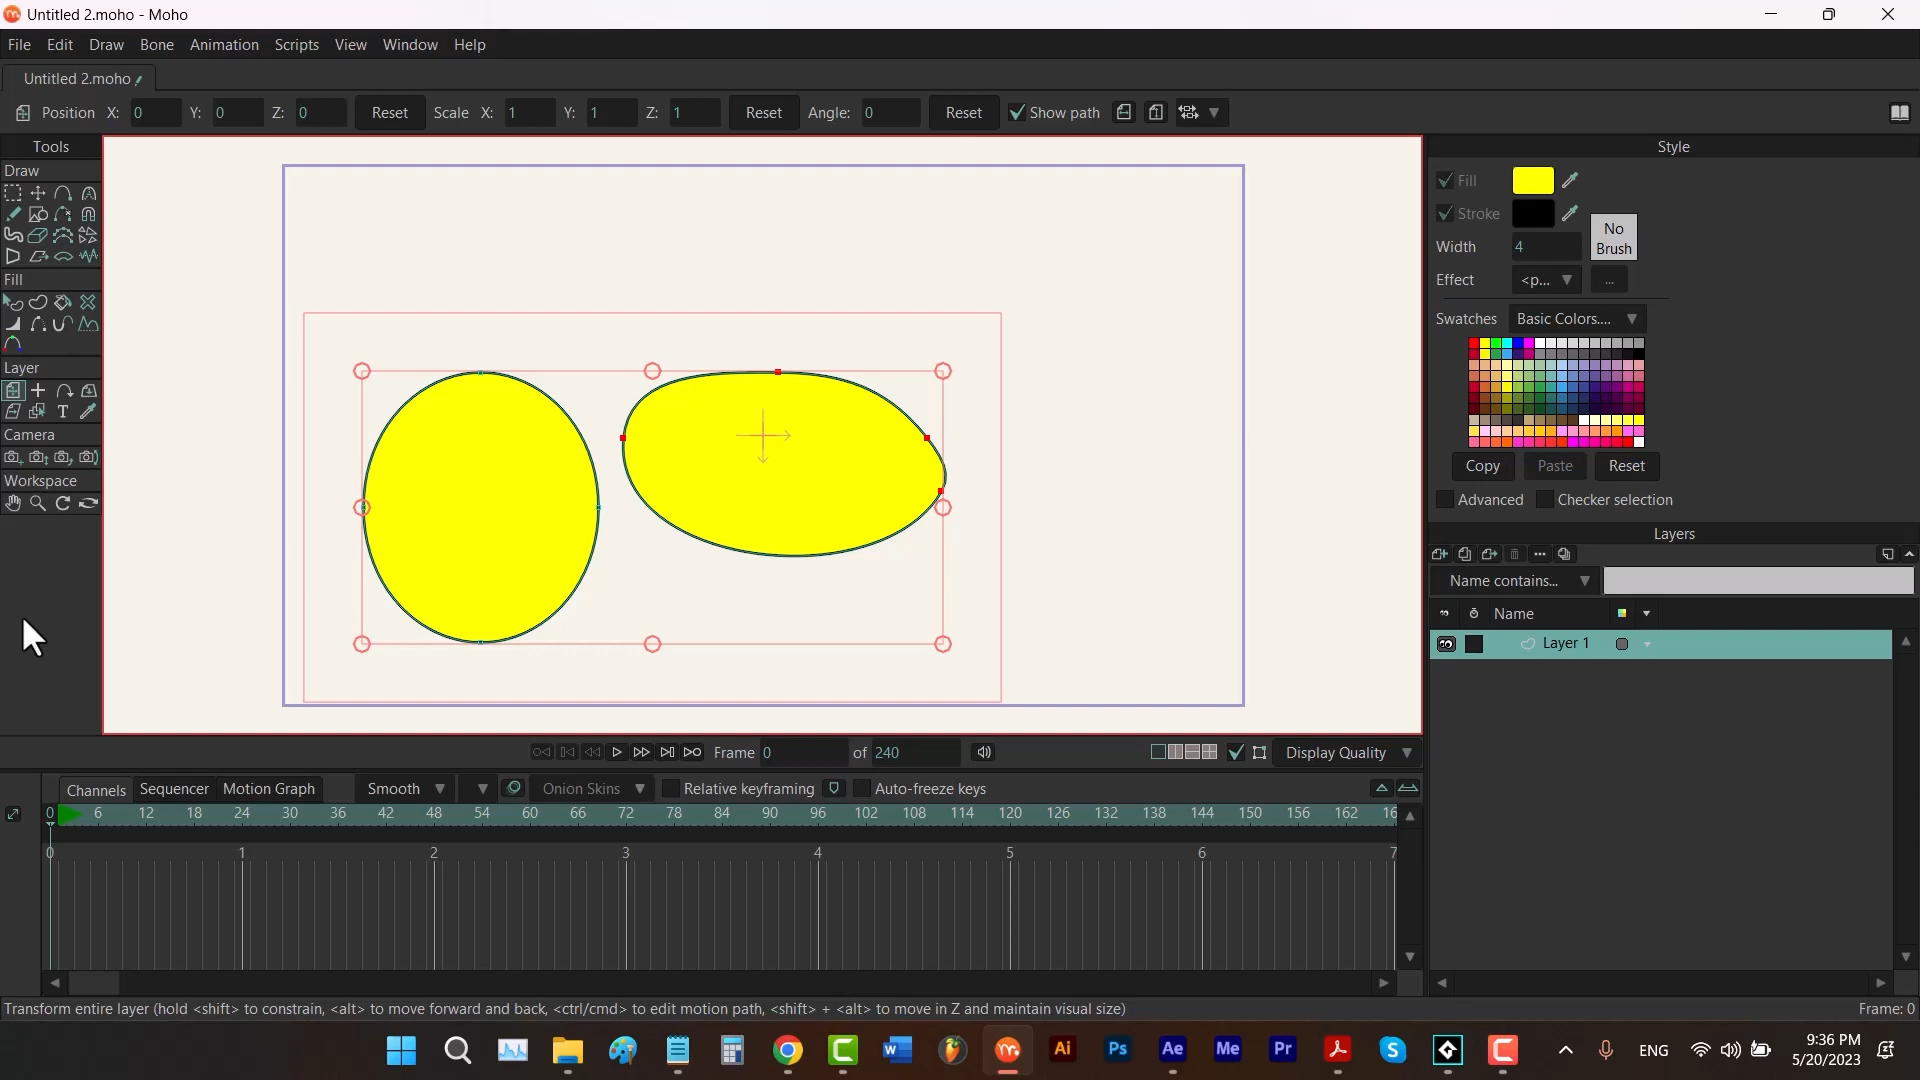 Untitled 2.moho - Moho
File Edit Draw Bone Animation Scripts View Window Help
Untitled 2.moho
Position X: 0 Y: 0 Z: 0 Reset Scale X: 1 Y: 1 Z: 1 Reset Angle: 0 Reset Show path
Tools
Draw
Fill
Layer
T
Camera
Workspace
Style
Fill
Stroke
No Brush
Width 4
Effect <p... ...
Swatches Basic Colors....
Copy Paste Reset
Advanced Checker selection
Layers
Name contains...
Name
Layer 1
Frame 0 of 240 Display Quality
Channels Sequencer Motion Graph Smooth Onion Skins Relative keyframing Auto-freeze keys
0 6 12 18 24 30 36 42 48 54 60 66 72 78 84 90 96 102 108 114 120 126 132 138 144 150 156 162 16
0 1 2 3 4 5 6 7
Transform entire layer (hold <shift> to constrain, <alt> to move forward and back, <ctrl/cmd> to edit motion path, <shift> + <alt> to move in Z and maintain visual size) Frame: 0
Ai Ps Ae Me Pr ENG 9:36 PM
5/20/2023